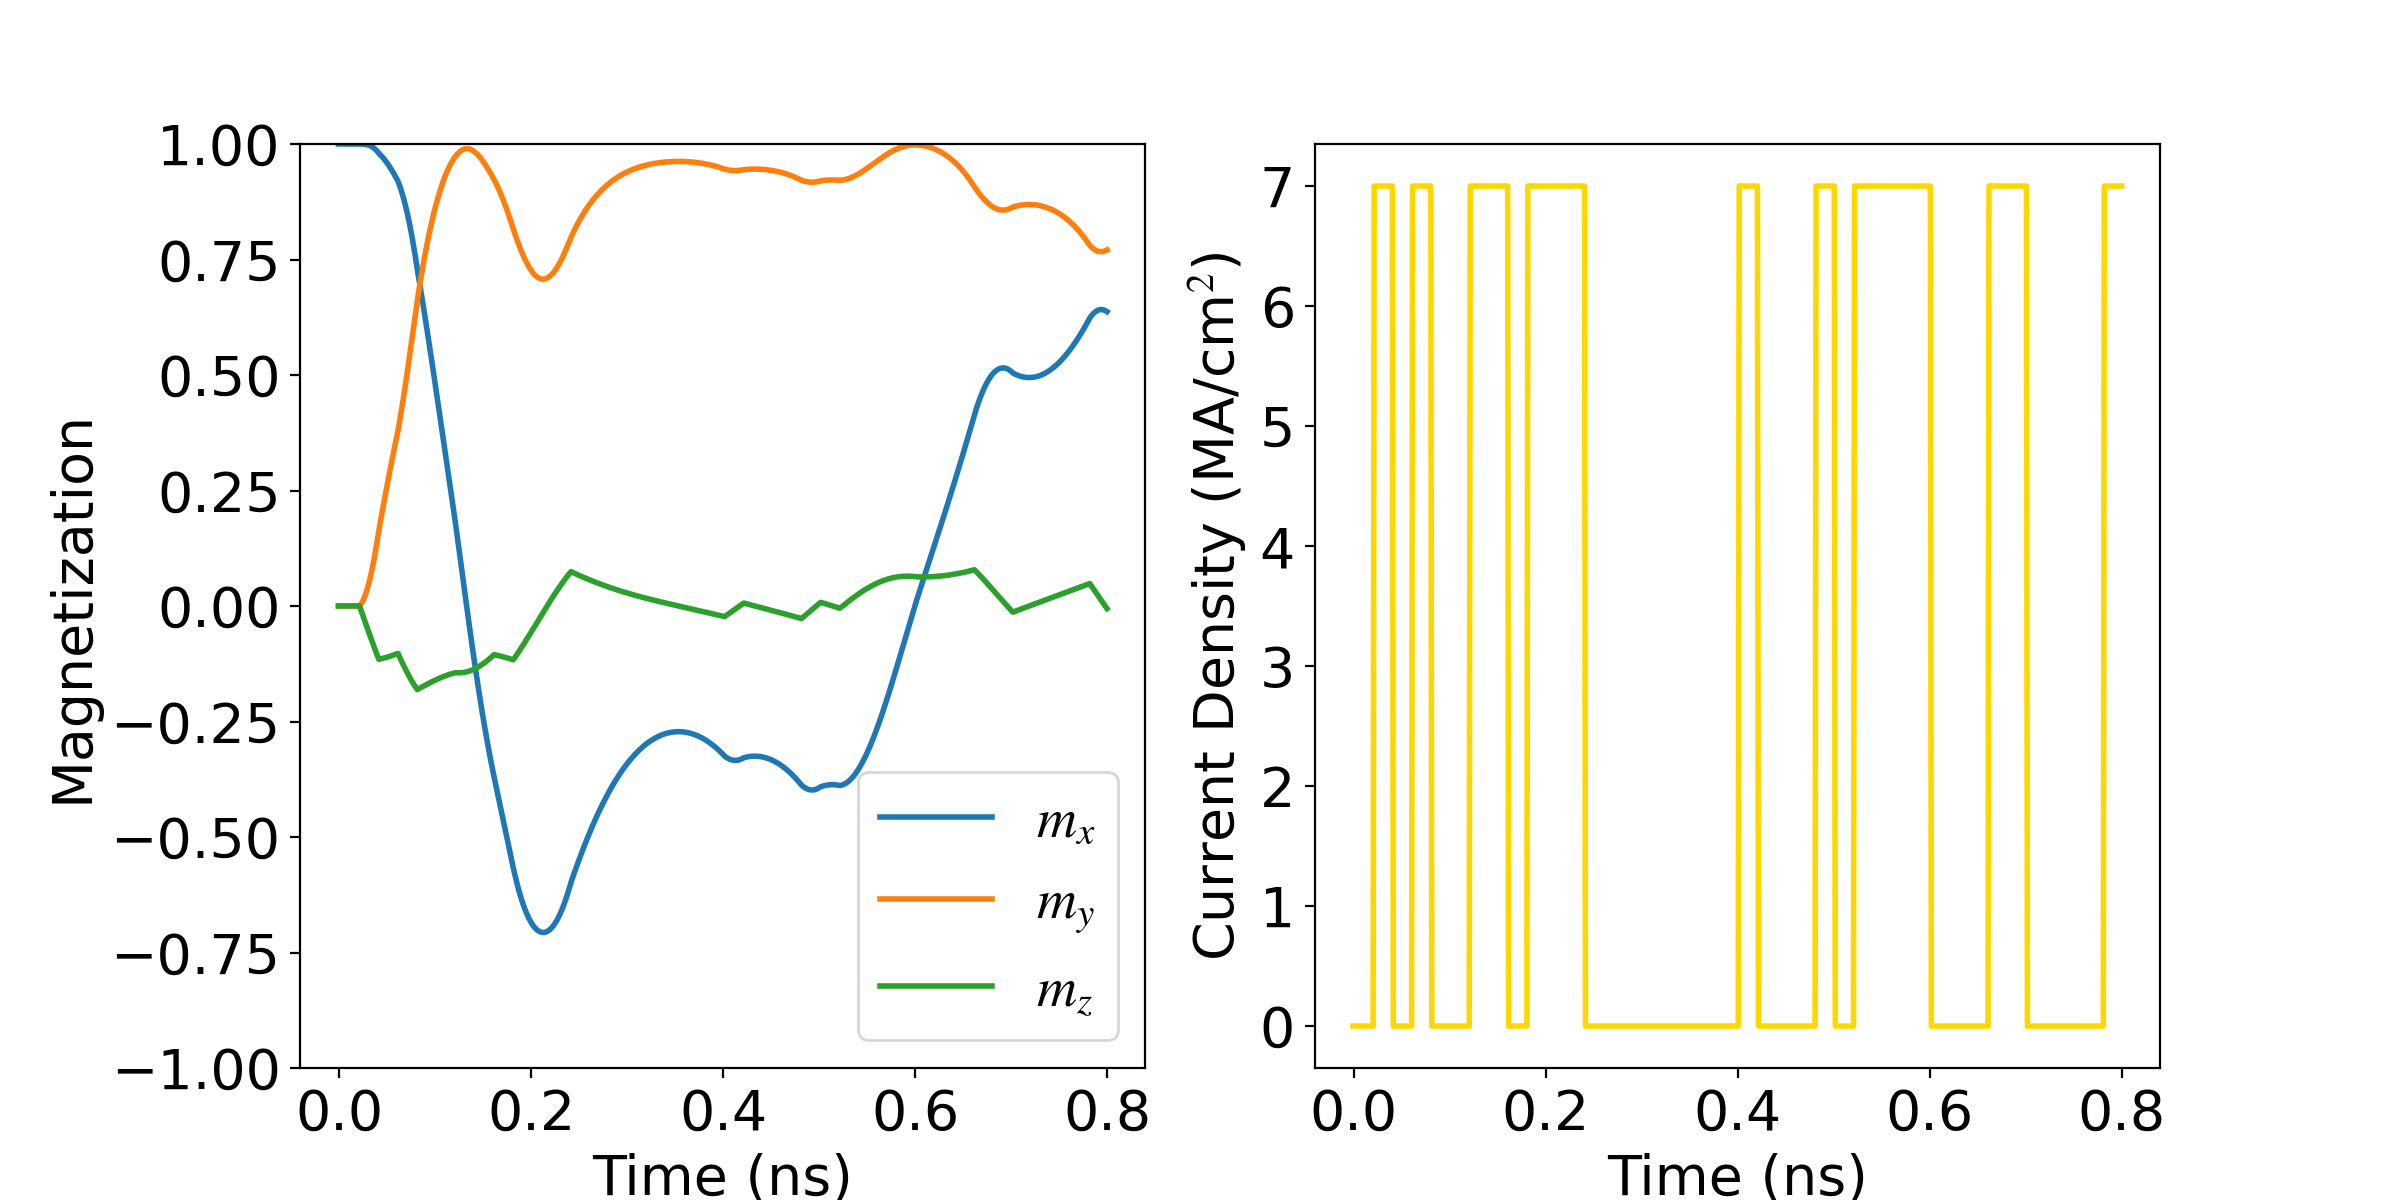 Magnetization
1.00
0.75
0.50
0.25
0.00
−0.25
−0.50
−0.75
−1.00
0.0 0.2 0.4 0.6 0.8
Time (ns)
m_x
m_y
m_z
Current Density (MA/cm²)
7
6
5
4
3
2
1
0
0.0 0.2 0.4 0.6 0.8
Time (ns)